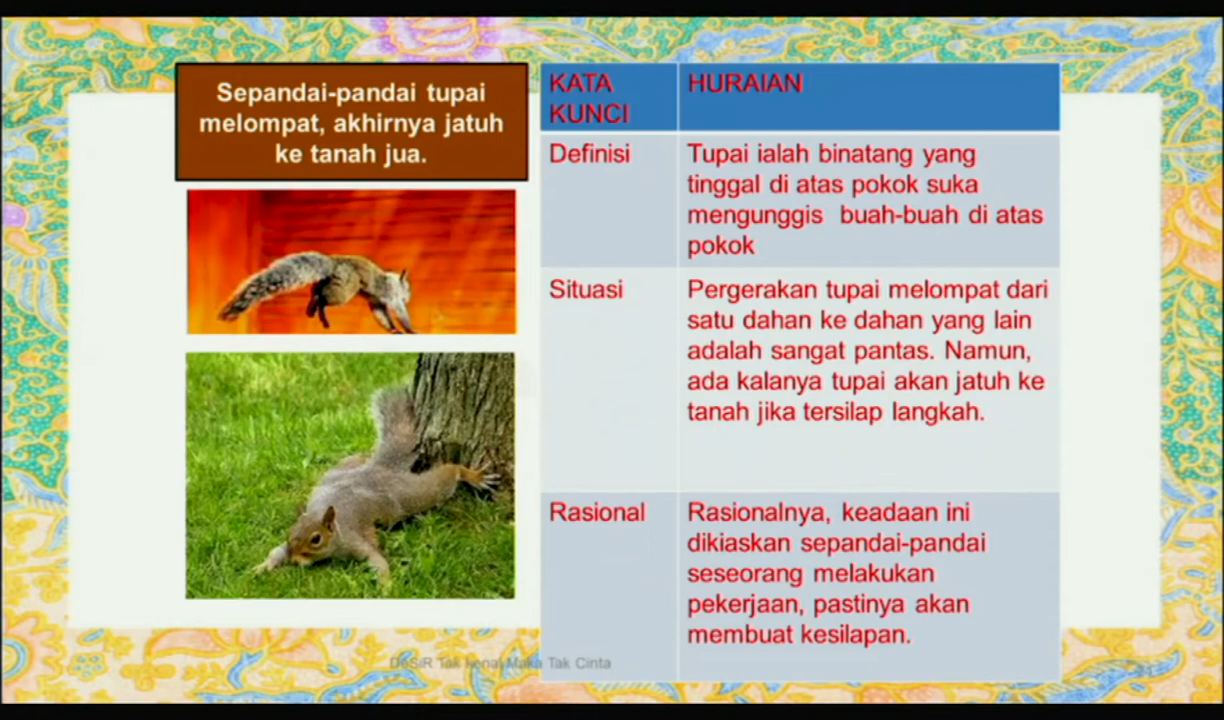 Sepandai-pandai tupai
melompat, akhirnya jatuh
ke tanah jua.
KATA
KUNCI
HURAIAN
Definisi
Tupai ialah binatang yang
tinggal di atas pokok suka
mengunggis buah-buah di atas
pokok
Situasi
Pergerakan tupai melompat dari
satu dahan ke dahan yang lain
adalah sangat pantas. Namun,
ada kalanya tupai akan jatuh ke
tanah jika tersilap langkah.
Rasional
Rasionalnya, keadaan ini
dikiaskan sepandai-pandai
seseorang melakukan
pekerjaan, pastinya akan
membuat kesilapan.
DeSiR Tak Kenal Maka Tak Cinta